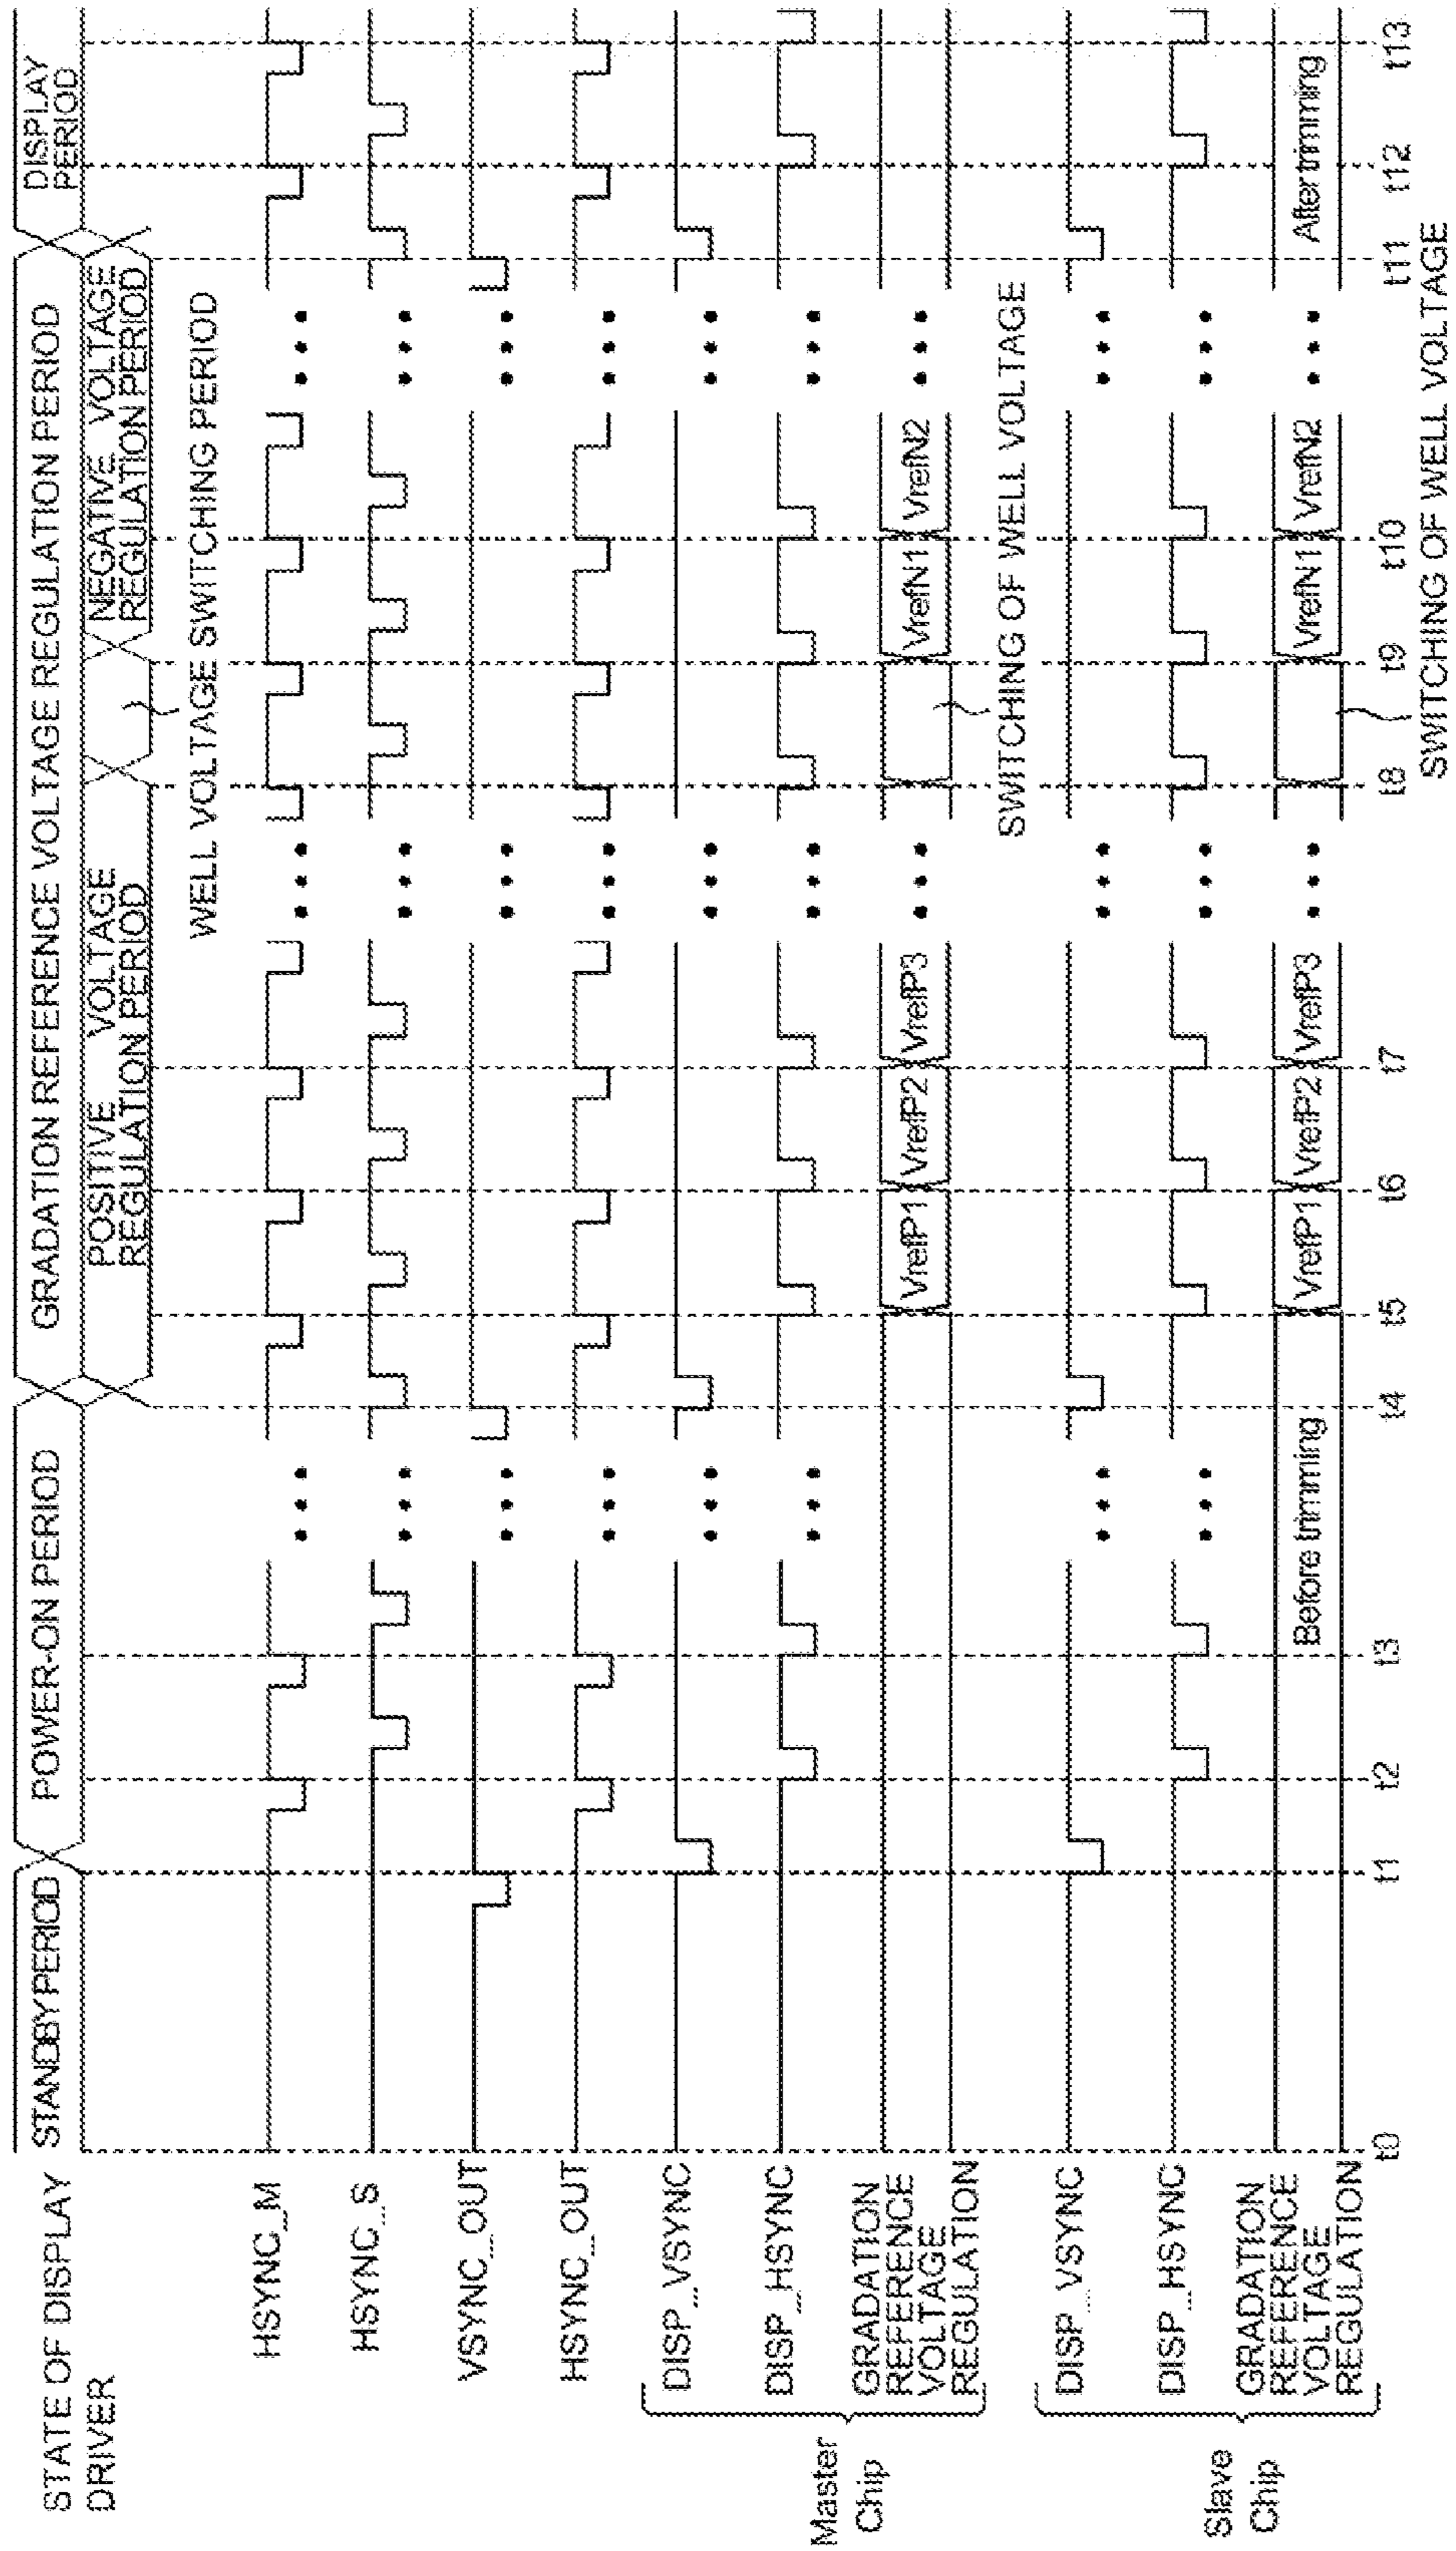 STATE OF DISPLAY
DRIVER
STANDBY PERIOD
POWER-ON PERIOD
GRADATION REFERENCE VOLTAGE REGULATION PERIOD
DISPLAY
PERIOD
POSITIVE VOLTAGE
REGULATION PERIOD
NEGATIVE VOLTAGE
REGULATION PERIOD
WELL VOLTAGE SWITCHING PERIOD
HSYNC_M
HSYNC_S
VSYNC_OUT
HSYNC_OUT
Master
Chip
DISP_VSYNC
DISP_HSYNC
GRADATION
REFERENCE
VOLTAGE
REGULATION
VrefP1
VrefP2
VrefP3
VrefN1
VrefN2
SWITCHING OF WELL VOLTAGE
Slave
Chip
DISP_VSYNC
DISP_HSYNC
GRADATION
REFERENCE
VOLTAGE
REGULATION
Before trimming
VrefP1
VrefP2
VrefP3
VrefN1
VrefN2
After trimming
t0
t1
t2
t3
t4
t5
t6
t7
t8
t9
t10
t11
t12
t13
SWITCHING OF WELL VOLTAGE